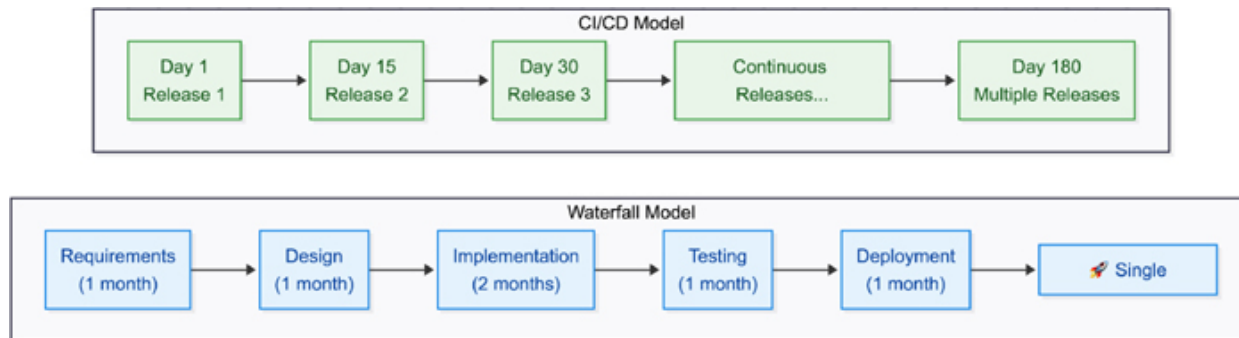 CI/CD Model
Day 1
Release 1
Day 15
Release 2
Day 30
Release 3
Continuous
Releases...
Day 180
Multiple Releases
Waterfall Model
Requirements
(1 month)
Design
(1 month)
Implementation
(2 months)
Testing
(1 month)
Deployment
(1 month)
🚀 Single